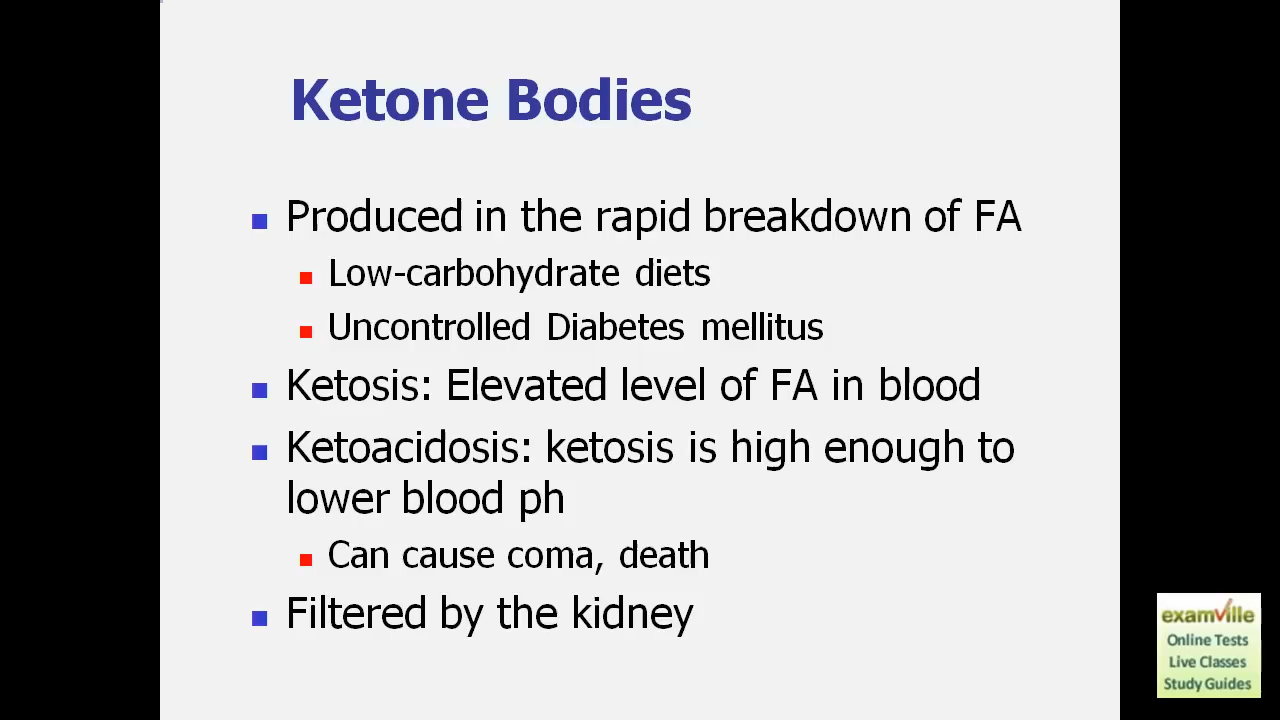 Ketone Bodies
Produced in the rapid breakdown of FA
Low-carbohydrate diets
Uncontrolled Diabetes mellitus
Ketosis: Elevated level of FA in blood
Ketoacidosis: ketosis is high enough to
lower blood ph
Can cause coma, death
Filtered by the kidney
examville
Online Tests
Live Classes
Study Guides